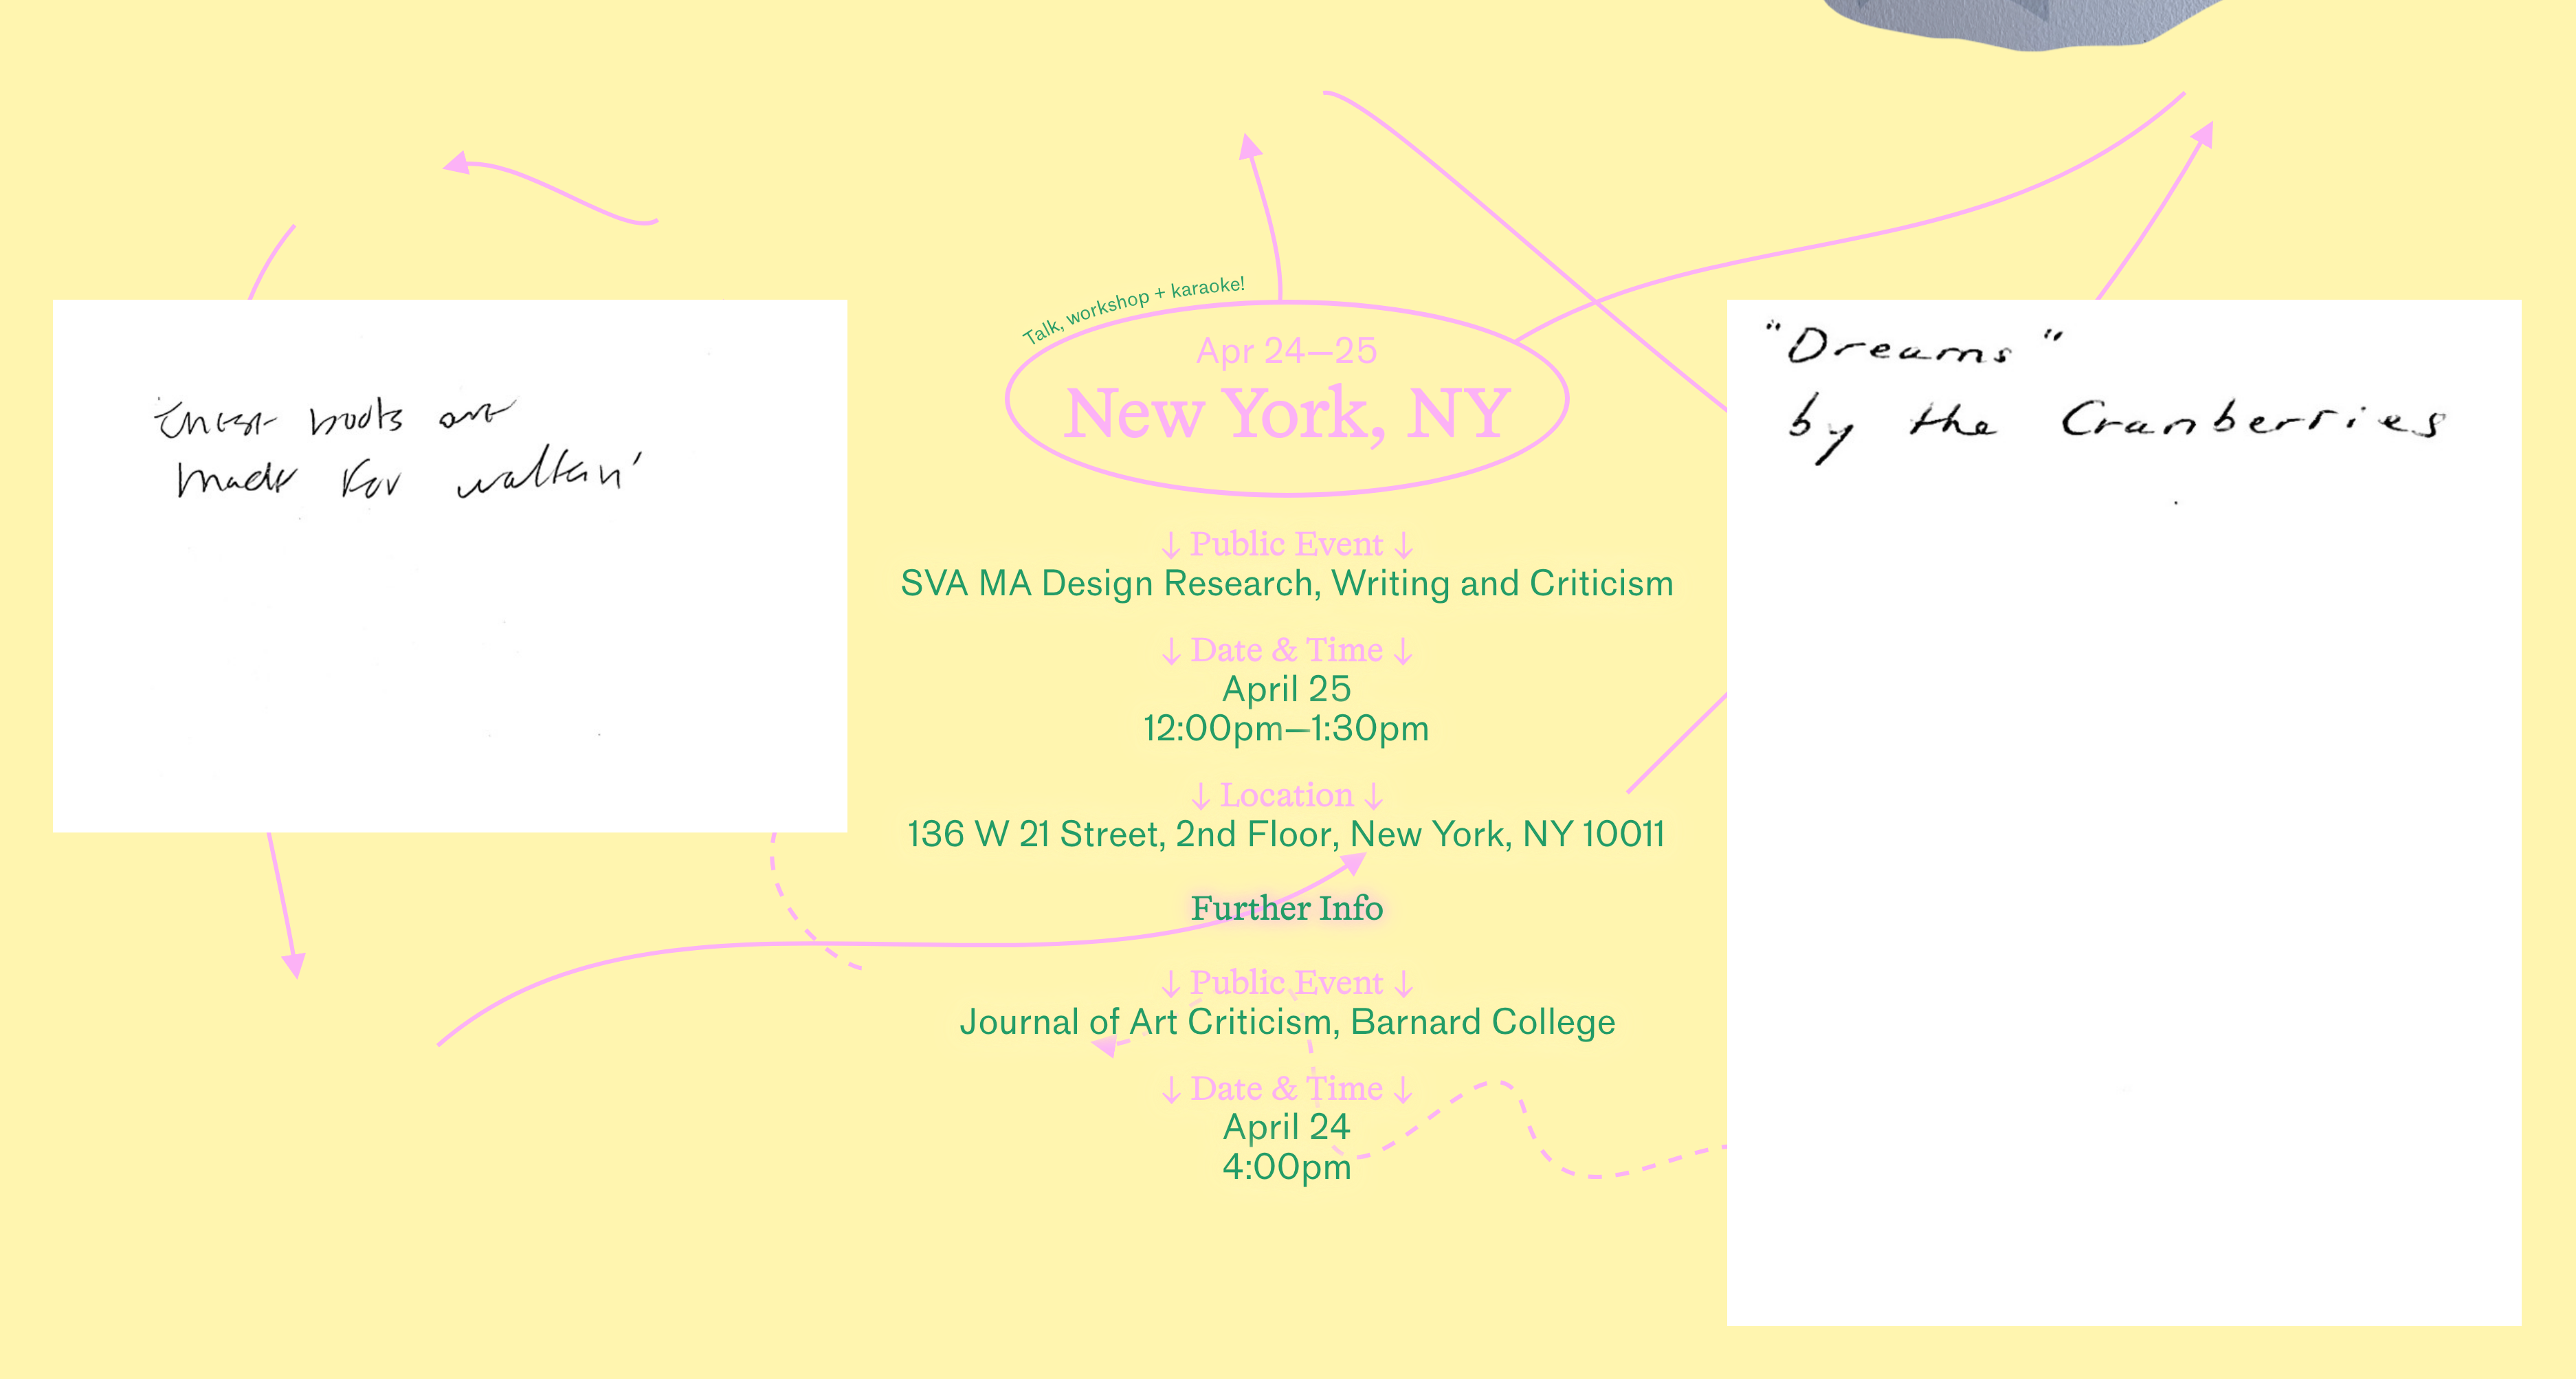 Talk, workshop + karaoke!
Apr 24—25
New York, NY
these boots are
made for walkin'
"Dreams"
by the Cranberries
↓ Public Event ↓
SVA MA Design Research, Writing and Criticism
↓ Date & Time ↓
April 25
12:00pm—1:30pm
↓ Location ↓
136 W 21 Street, 2nd Floor, New York, NY 10011
Further Info
↓ Public Event ↓
Journal of Art Criticism, Barnard College
↓ Date & Time ↓
April 24
4:00pm